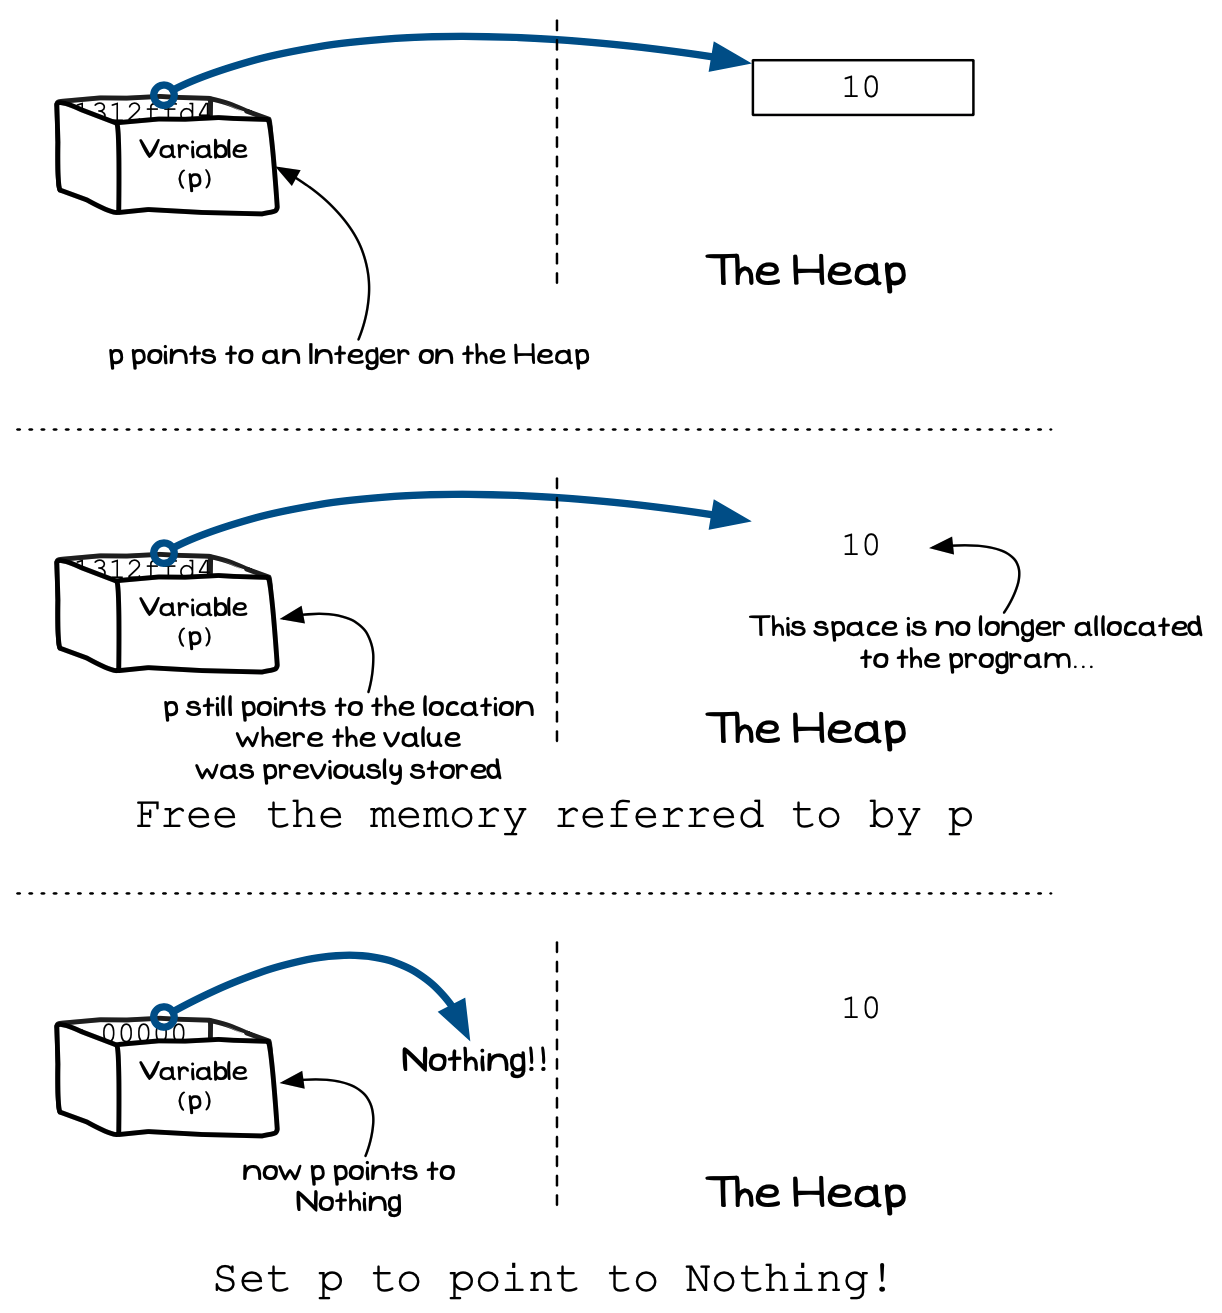 10
1312ffd4
Variable
(p)
The Heap
p points to an Integer on the Heap
10
1312ffd4
Variable
(p)
This space is no longer allocated
to the program...
p still points to the location
where the value
was previously stored
The Heap
Free the memory referred to by p
10
00000
Nothing!!
Variable
(p)
now p points to
Nothing
The Heap
Set p to point to Nothing!